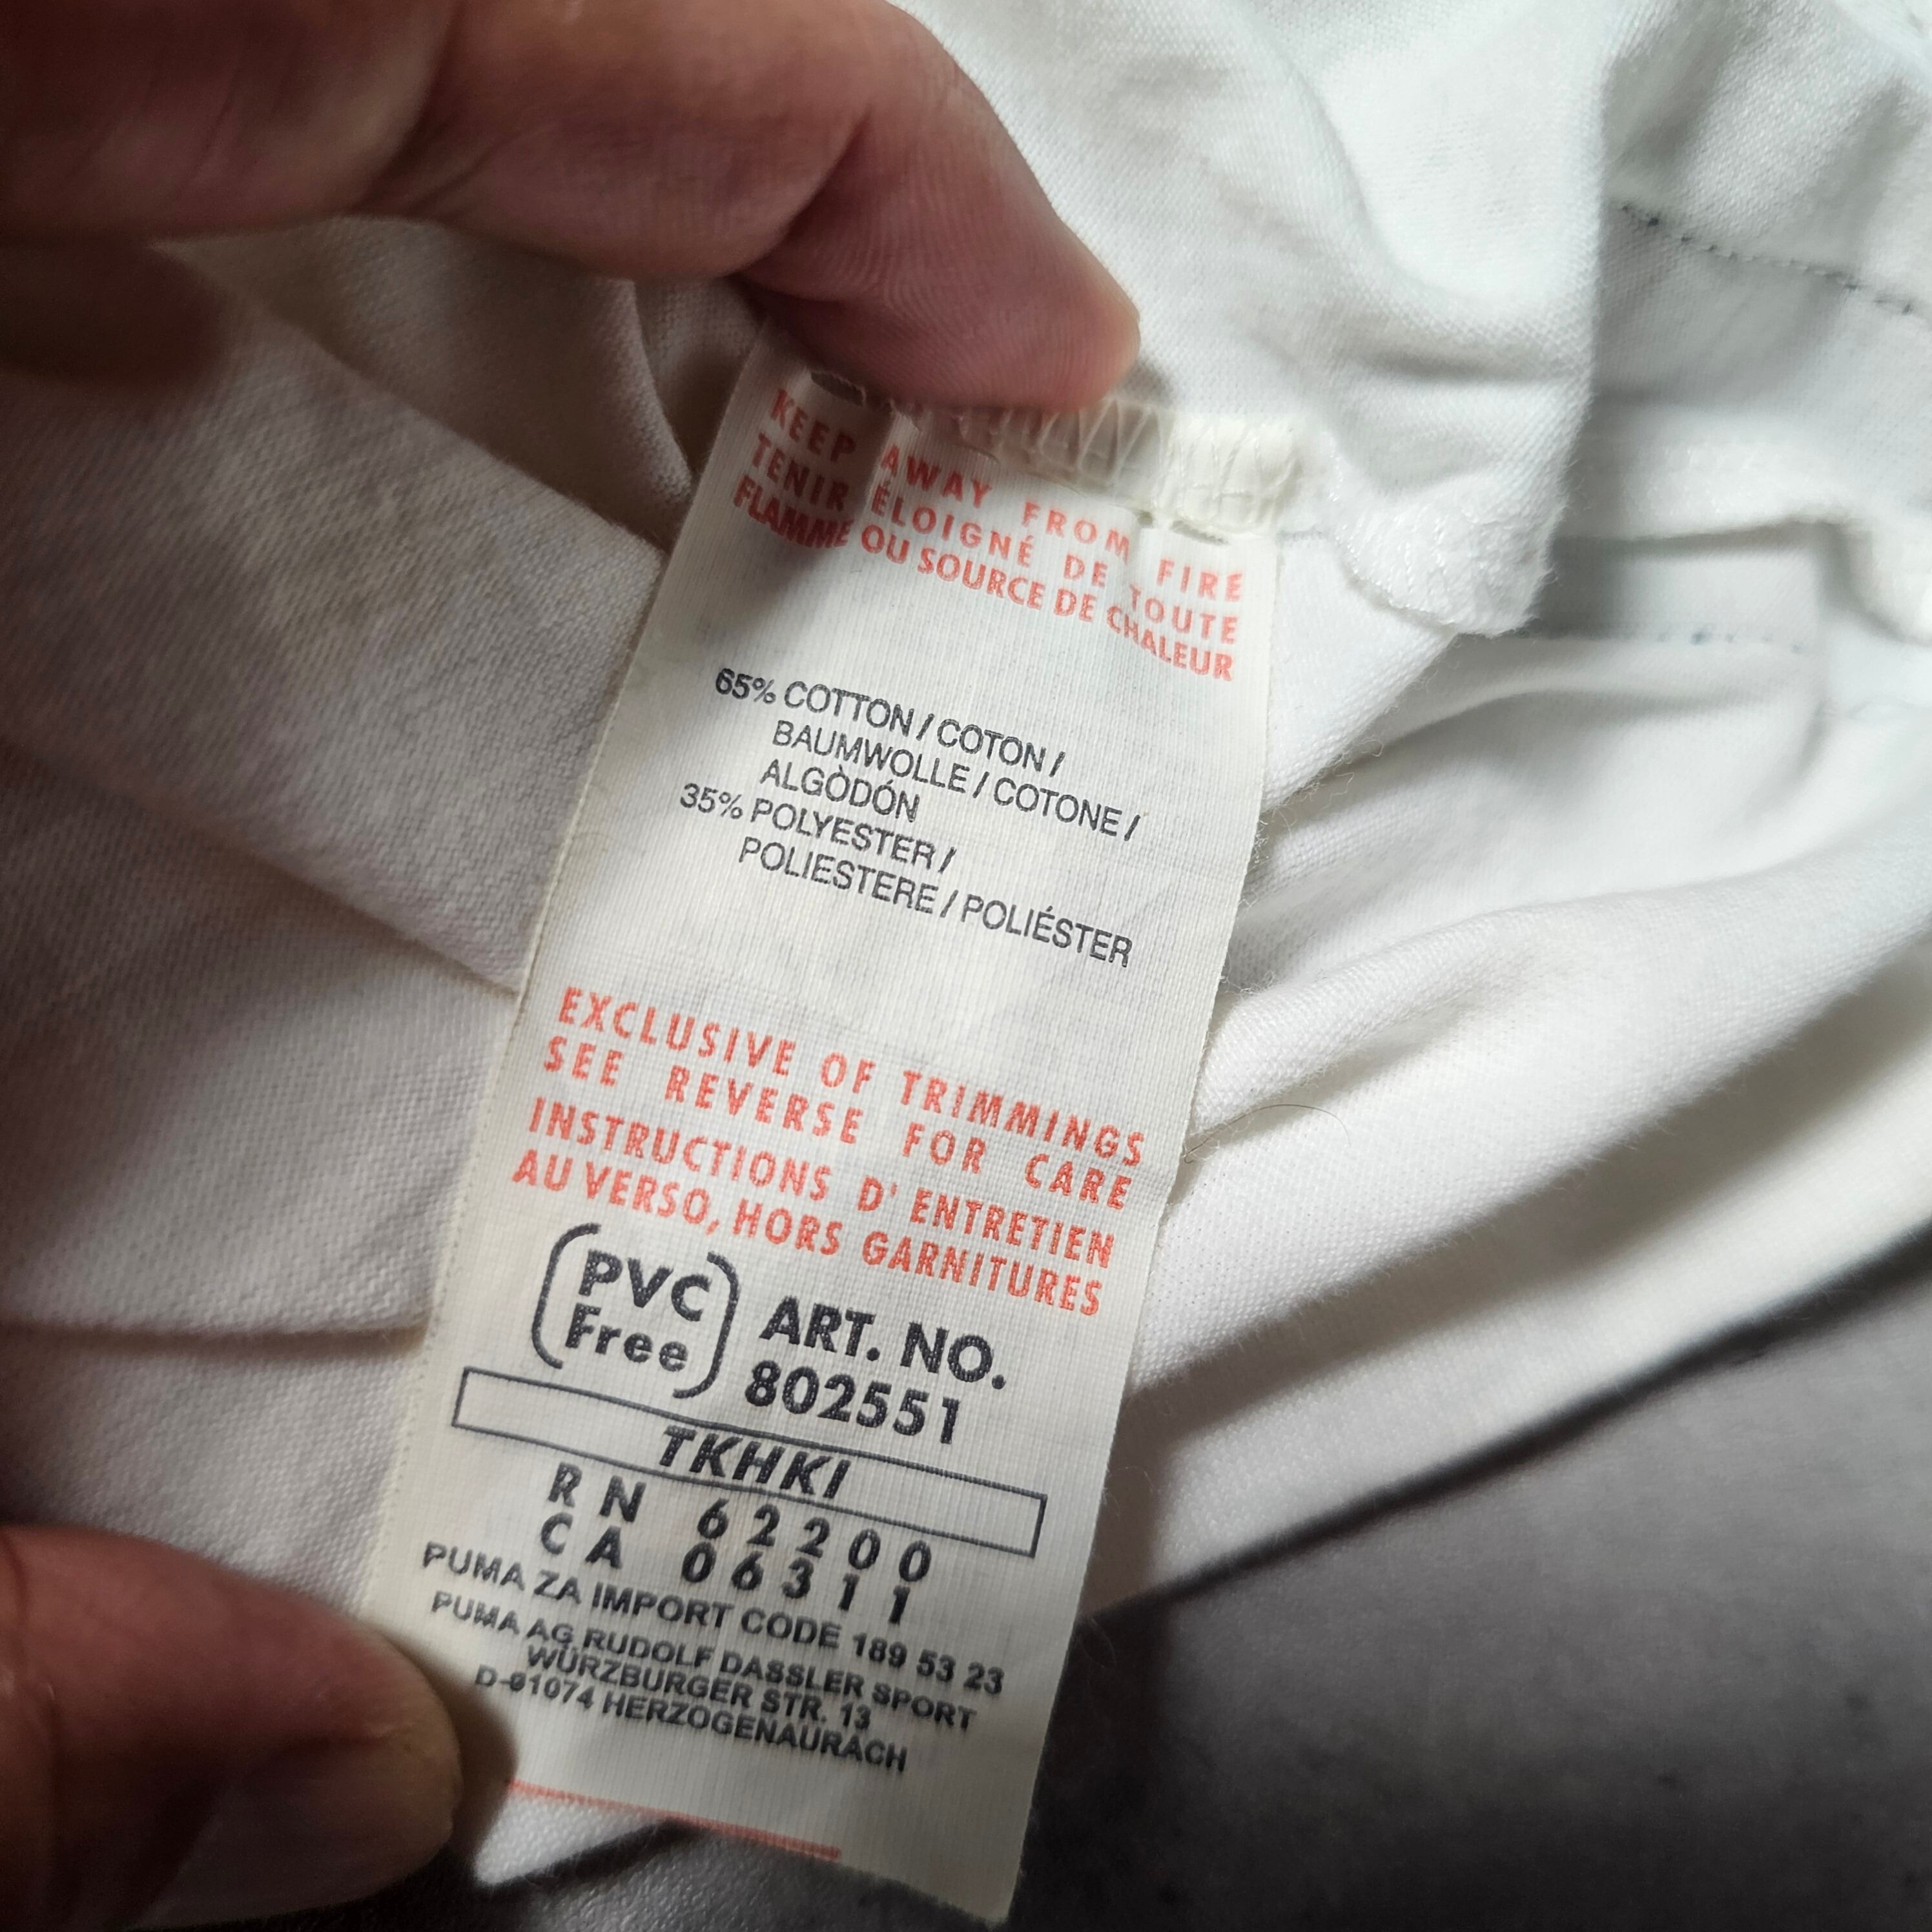 KEEP AWAY FROM FIRE
TENIR ÉLOIGNÉ DE TOUTE
FLAMME OU SOURCE DE CHALEUR
65% COTTON / COTON /
BAUMWOLLE / COTONE /
ALGÒDÓN
35% POLYESTER /
POLIESTERE / POLIÉSTER
EXCLUSIVE OF TRIMMINGS
SEE REVERSE FOR CARE
INSTRUCTIONS D' ENTRETIEN
AU VERSO, HORS GARNITURES
PVC
Free
ART. NO.
802551
TKHKI
RN 62200
CA 06311
PUMA ZA IMPORT CODE 189 53 23
PUMA AG RUDOLF DASSLER SPORT
WÜRZBURGER STR. 13
D-91074 HERZOGENAURACH